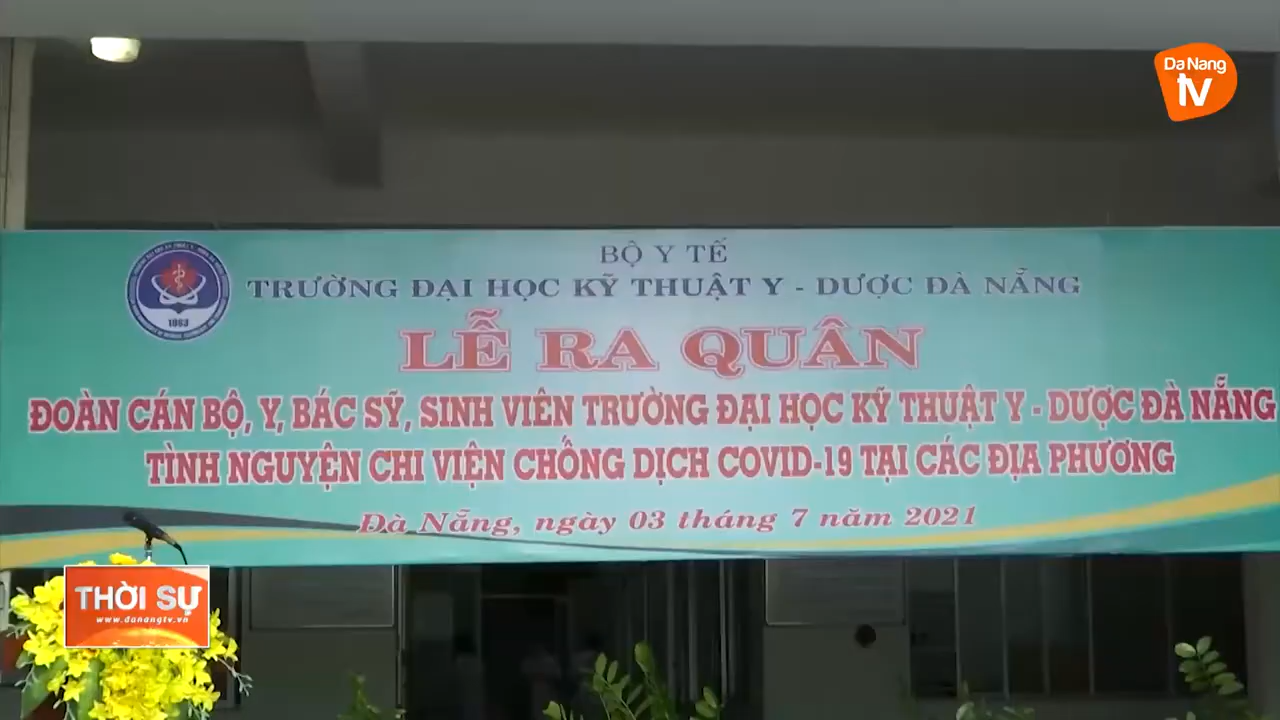 Da Nang
tv
BỘ Y TẾ
TRƯỜNG ĐẠI HỌC KỸ THUẬT Y - DƯỢC ĐÀ NẴNG
1963
LỄ RA QUÂN
ĐOÀN CÁN BỘ, Y, BÁC SỸ, SINH VIÊN TRƯỜNG ĐẠI HỌC KỸ THUẬT Y - DƯỢC ĐÀ NẴNG
TÌNH NGUYỆN CHI VIỆN CHỐNG DỊCH COVID-19 TẠI CÁC ĐỊA PHƯƠNG
Đà Nẵng, ngày 03 tháng 7 năm 2021
THỜI SỰ
www.danangtv.vn